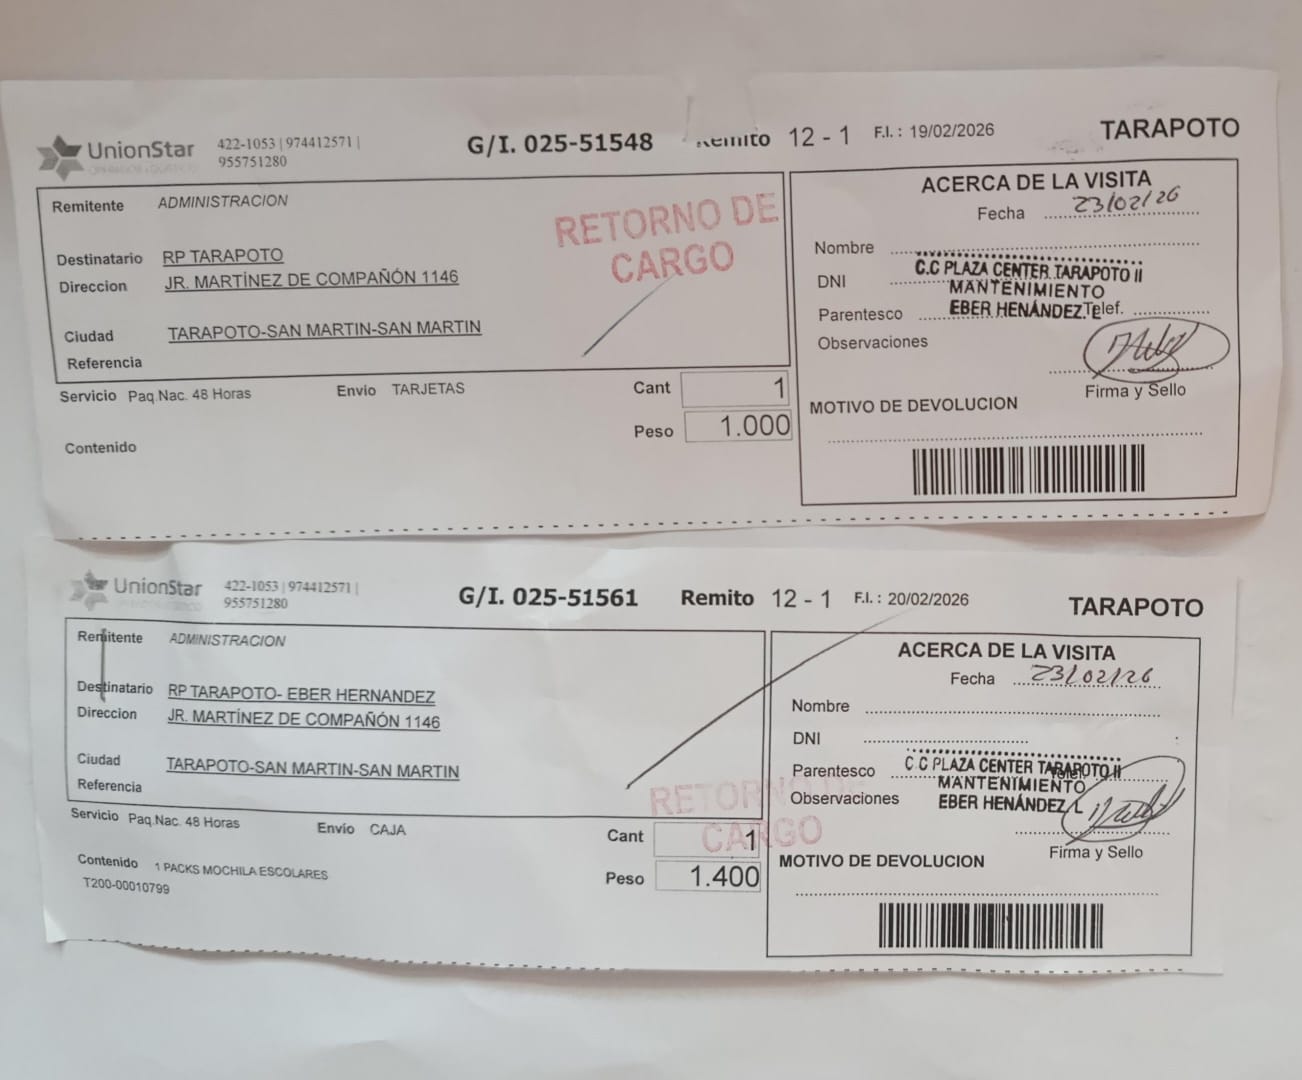 UnionStar 422-1053 | 974412571 | G/I. 025-51548 Remito 12 - 1 F.I. : 19/02/2026 TARAPOTO
955751280
Remitente ADMINISTRACION
RETORNO DE
CARGO
Destinatario RP TARAPOTO
Direccion JR. MARTÍNEZ DE COMPAÑÓN 1146
Ciudad TARAPOTO-SAN MARTIN-SAN MARTIN
Referencia
Servicio Paq.Nac. 48 Horas Envio TARJETAS Cant 1
Peso 1.000
Contenido
ACERCA DE LA VISITA
Fecha 23/02/26
Nombre
DNI
C.C PLAZA CENTER TARAPOTO II
MANTENIMIENTO
Parentesco EBER HENÁNDEZ.L Telef.
Observaciones
Firma y Sello
MOTIVO DE DEVOLUCION
UnionStar 422-1053 | 974412571 | G/I. 025-51561 Remito 12 - 1 F.I. : 20/02/2026 TARAPOTO
955751280
Remitente ADMINISTRACION
Destinatario RP TARAPOTO- EBER HERNANDEZ
Direccion JR. MARTÍNEZ DE COMPAÑÓN 1146
Ciudad TARAPOTO-SAN MARTIN-SAN MARTIN
Referencia
RETORNO DE
CARGO
Servicio Paq.Nac. 48 Horas Envio CAJA Cant 1
Peso 1.400
Contenido 1 PACKS MOCHILA ESCOLARES
T200-00010799
ACERCA DE LA VISITA
Fecha 23/02/26
Nombre
DNI
Parentesco C.C PLAZA CENTER TARAPOTO II
Telef.
MANTENIMIENTO
Observaciones EBER HENÁNDEZ L
Firma y Sello
MOTIVO DE DEVOLUCION